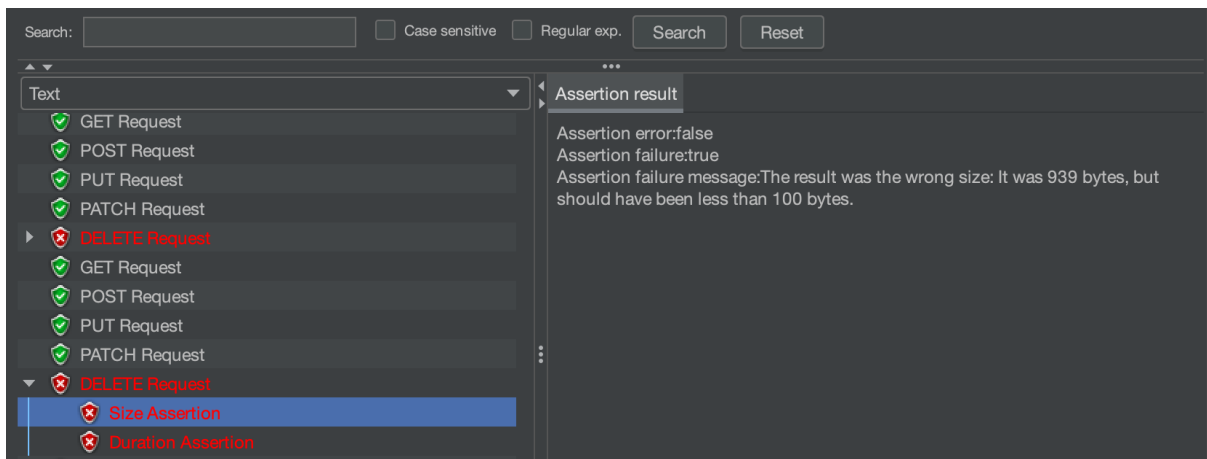 Search:
Case sensitive
Regular exp.
Search
Reset
Text
GET Request
POST Request
PUT Request
PATCH Request
DELETE Request
GET Request
POST Request
PUT Request
PATCH Request
DELETE Request
Size Assertion
Duration Assertion
Assertion result
Assertion error:false
Assertion failure:true
Assertion failure message:The result was the wrong size: It was 939 bytes, but
should have been less than 100 bytes.